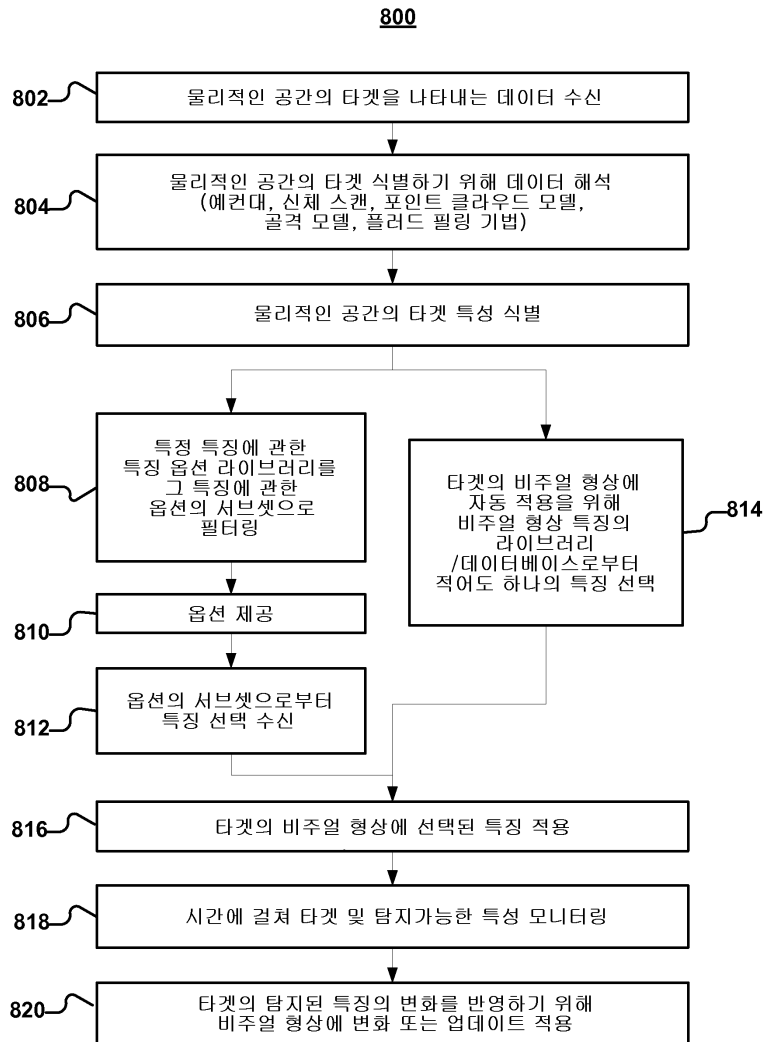 800
802
물리적인 공간의 타겟을 나타내는 데이터 수신
804
물리적인 공간의 타겟 식별하기 위해 데이터 해석
(예컨대, 신체 스캔, 포인트 클라우드 모델,
골격 모델, 플러드 필링 기법)
806
물리적인 공간의 타겟 특성 식별
808
특정 특징에 관한
특징 옵션 라이브러리를
그 특징에 관한
옵션의 서브셋으로
필터링
810
옵션 제공
812
옵션의 서브셋으로부터
특징 선택 수신
타겟의 비주얼 형상에
자동 적용을 위해
비주얼 형상 특징의
라이브러리
/데이터베이스로부터
적어도 하나의 특징 선택
814
816
타겟의 비주얼 형상에 선택된 특징 적용
818
시간에 걸쳐 타겟 및 탐지가능한 특성 모니터링
820
타겟의 탐지된 특징의 변화를 반영하기 위해
비주얼 형상에 변화 또는 업데이트 적용